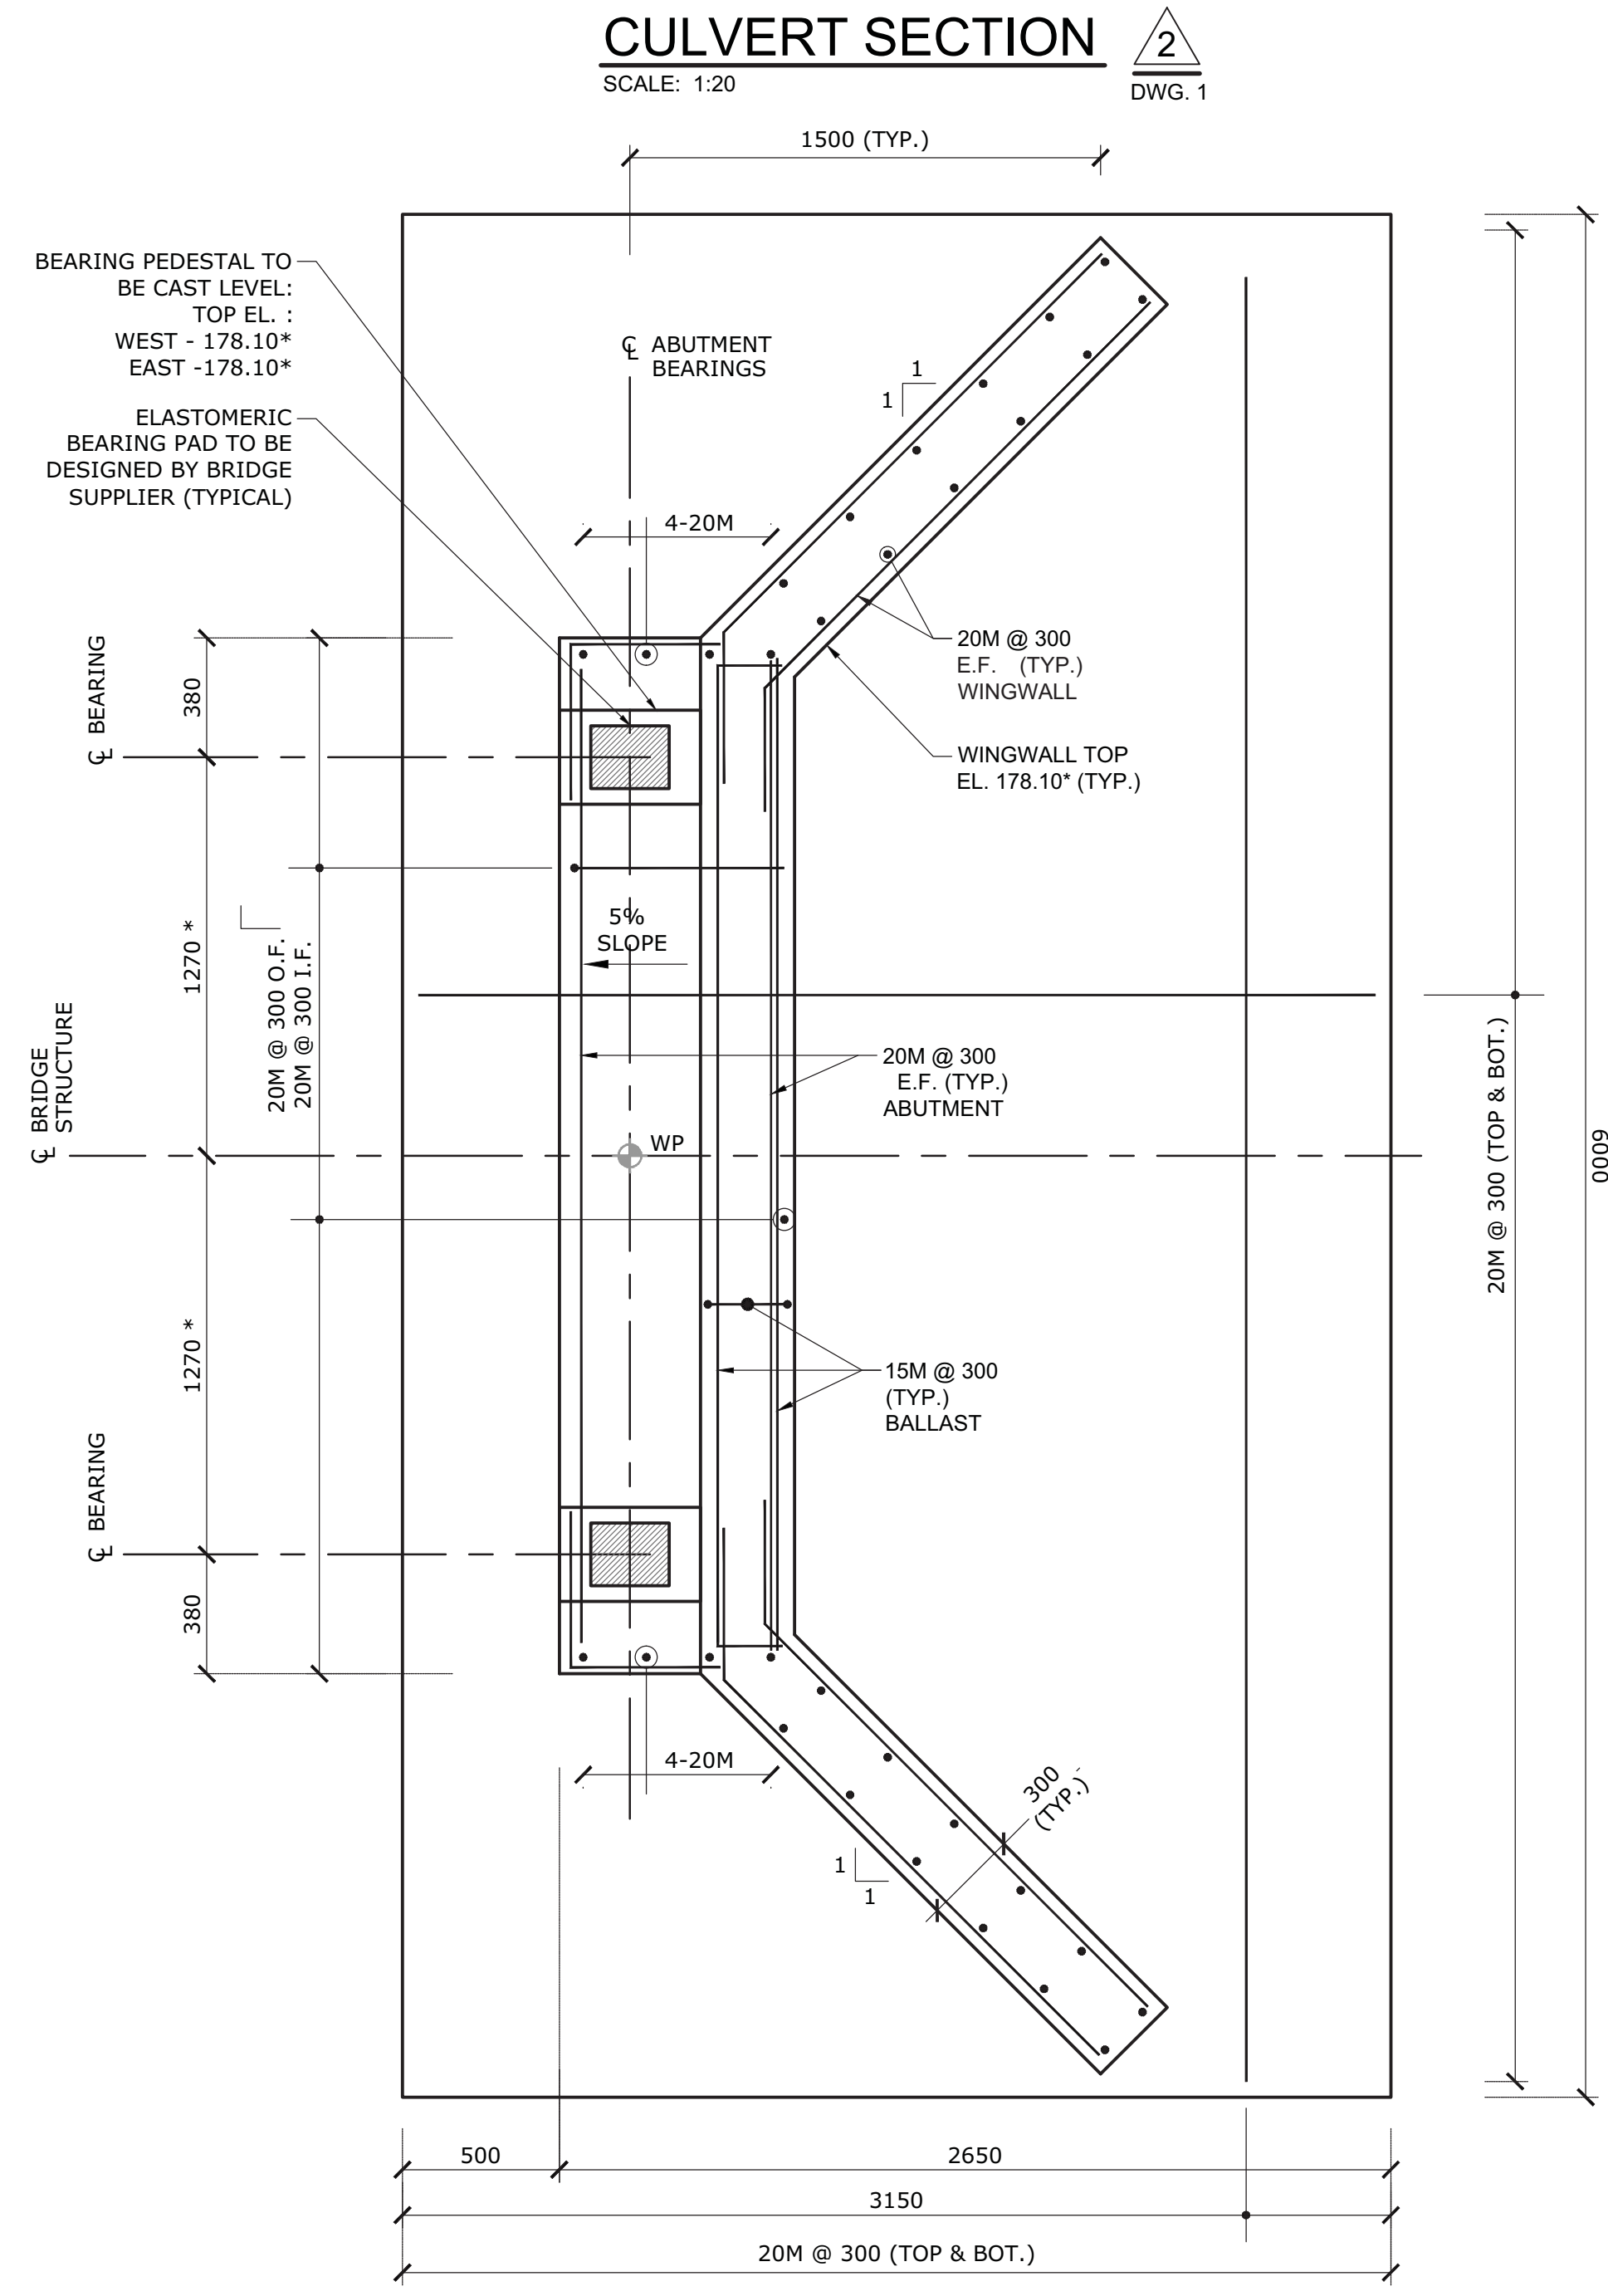 CULVERT SECTION
SCALE: 1:20
2
DWG. 1
1500 (TYP.)
BEARING PEDESTAL TO
BE CAST LEVEL:
TOP EL. :
WEST - 178.10*
EAST -178.10*
ELASTOMERIC
BEARING PAD TO BE
DESIGNED BY BRIDGE
SUPPLIER (TYPICAL)
℄ ABUTMENT
BEARINGS
1
1
4-20M
20M @ 300
E.F. (TYP.)
WINGWALL
WINGWALL TOP
EL. 178.10* (TYP.)
℄ BEARING
380
1270 *
20M @ 300 O.F.
20M @ 300 I.F.
5%
SLOPE
℄ BRIDGE
STRUCTURE
20M @ 300
E.F. (TYP.)
ABUTMENT
WP
20M @ 300 (TOP & BOT.)
6000
1270 *
15M @ 300
(TYP.)
BALLAST
℄ BEARING
380
4-20M
300
(TYP.)
1
1
500
2650
3150
20M @ 300 (TOP & BOT.)